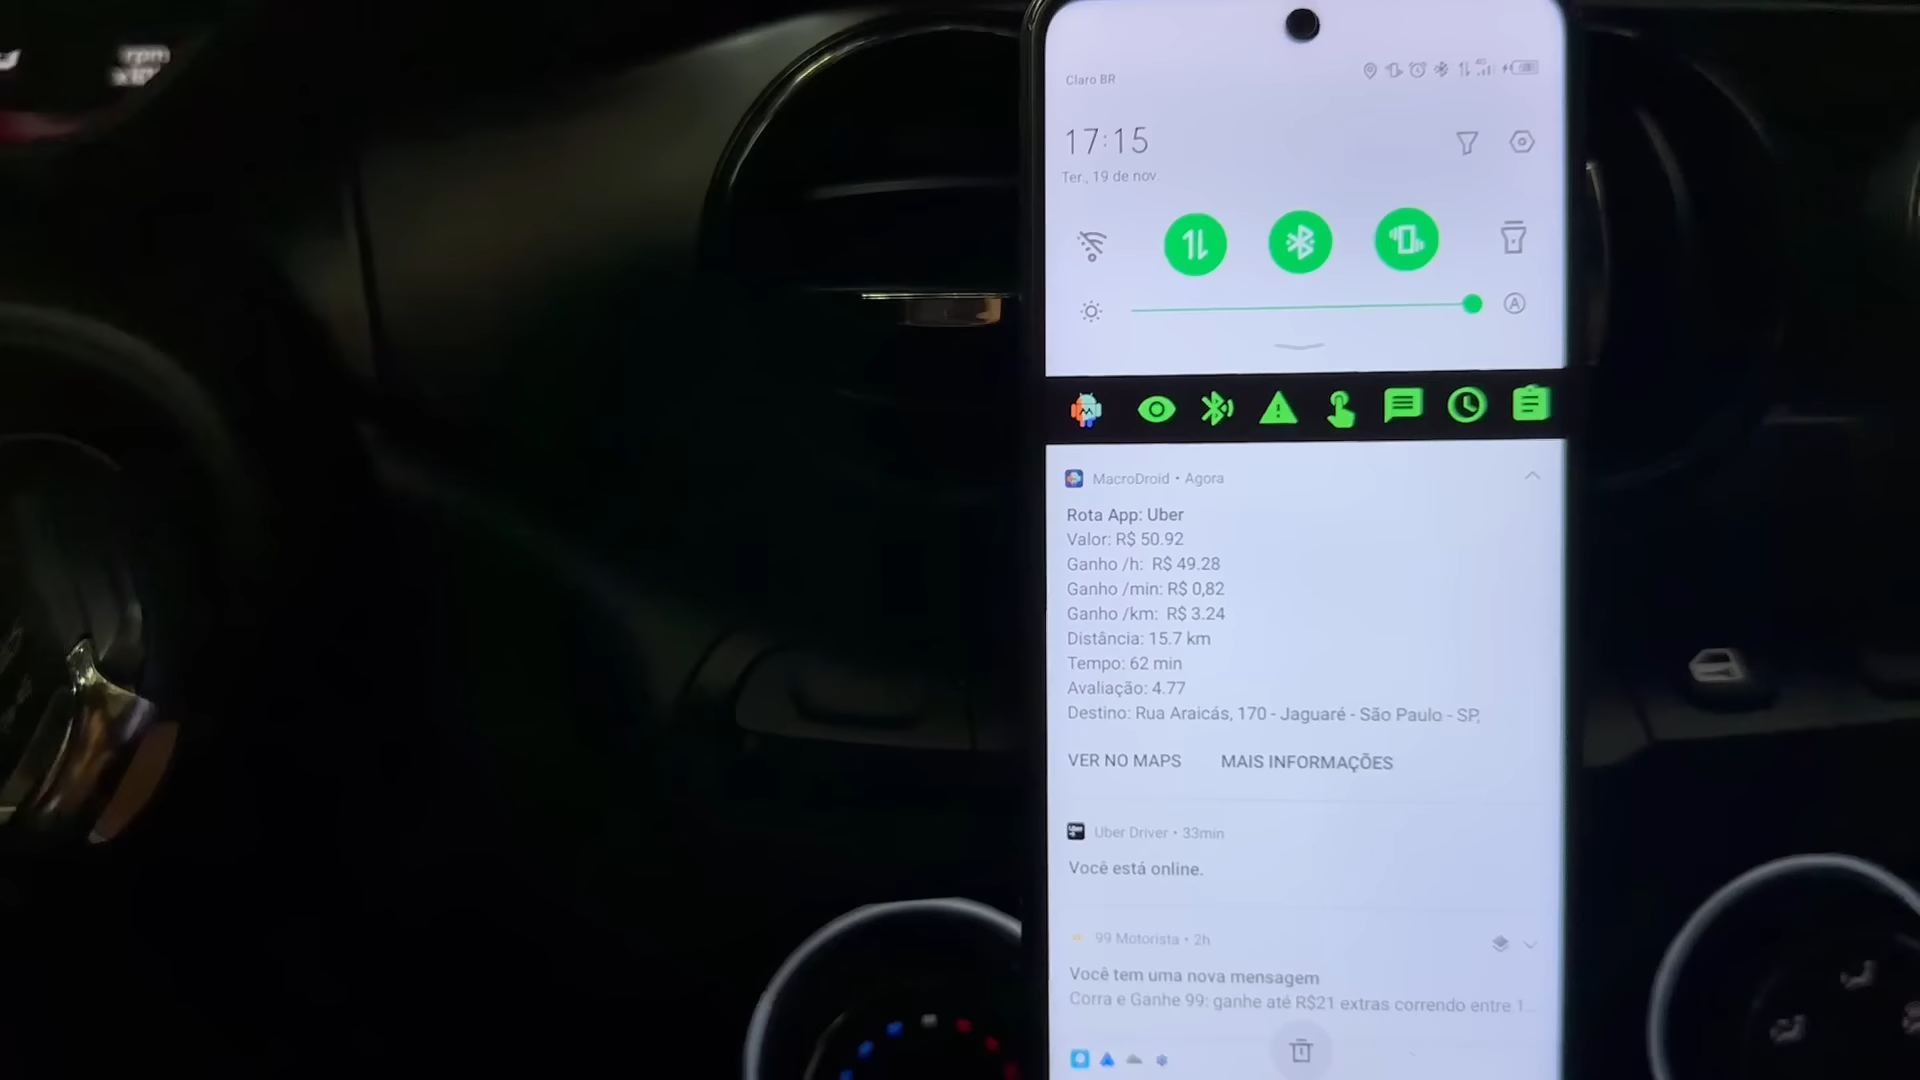 rpm
Claro BR
17:15
Ter., 19 de nov.
MacroDroid • Agora
Rota App: Uber
Valor: R$ 50.92
Ganho /h: R$ 49.28
Ganho /min: R$ 0,82
Ganho /km: R$ 3.24
Distância: 15.7 km
Tempo: 62 min
Avaliação: 4.77
Destino: Rua Araicás, 170 - Jaguaré - São Paulo - SP,
VER NO MAPS MAIS INFORMAÇÕES
Uber Driver • 33min
Você está online.
99 Motorista • 2h
Você tem uma nova mensagem
Corra e Ganhe 99: ganhe até R$21 extras correndo entre 1...